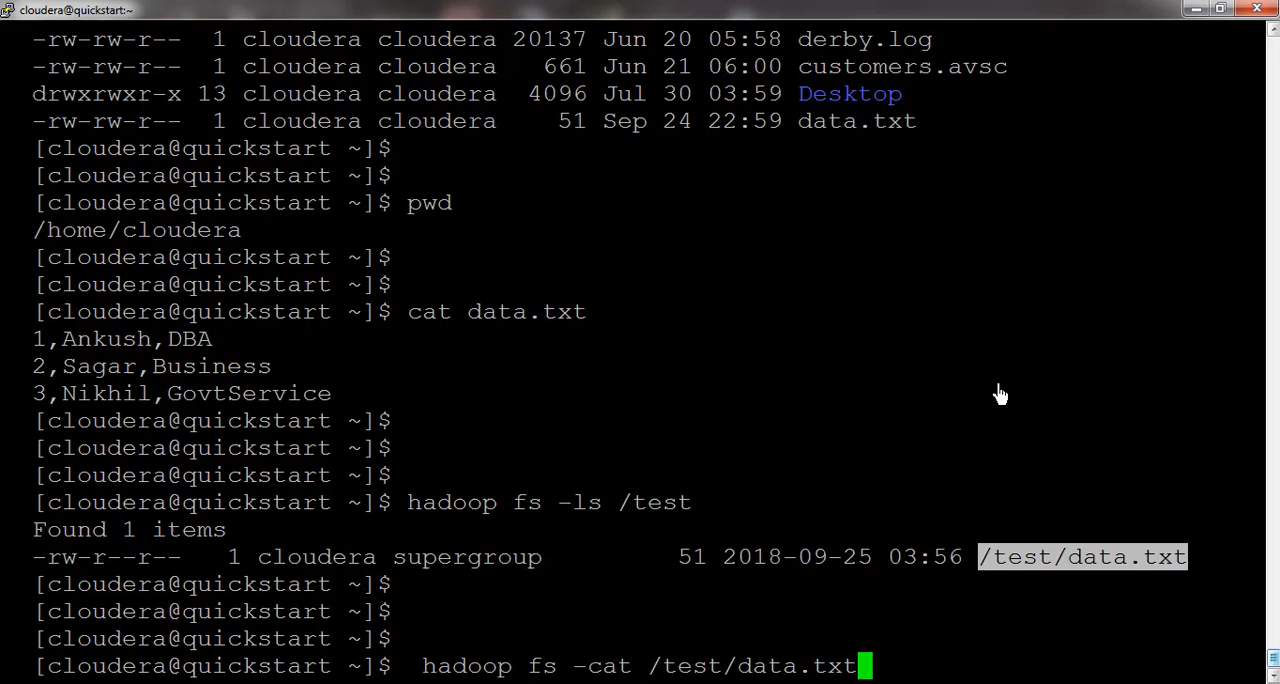 cloudera@quickstart:~
-rw-rw-r-- 1 cloudera cloudera 20137 Jun 20 05:58 derby.log
-rw-rw-r-- 1 cloudera cloudera 661 Jun 21 06:00 customers.avsc
drwxrwxr-x 13 cloudera cloudera 4096 Jul 30 03:59 Desktop
-rw-rw-r-- 1 cloudera cloudera 51 Sep 24 22:59 data.txt
[cloudera@quickstart ~]$
[cloudera@quickstart ~]$
[cloudera@quickstart ~]$ pwd
/home/cloudera
[cloudera@quickstart ~]$
[cloudera@quickstart ~]$
[cloudera@quickstart ~]$ cat data.txt
1,Ankush,DBA
2,Sagar,Business
3,Nikhil,GovtService
[cloudera@quickstart ~]$
[cloudera@quickstart ~]$
[cloudera@quickstart ~]$
[cloudera@quickstart ~]$ hadoop fs -ls /test
Found 1 items
-rw-r--r-- 1 cloudera supergroup 51 2018-09-25 03:56 /test/data.txt
[cloudera@quickstart ~]$
[cloudera@quickstart ~]$
[cloudera@quickstart ~]$
[cloudera@quickstart ~]$ hadoop fs -cat /test/data.txt